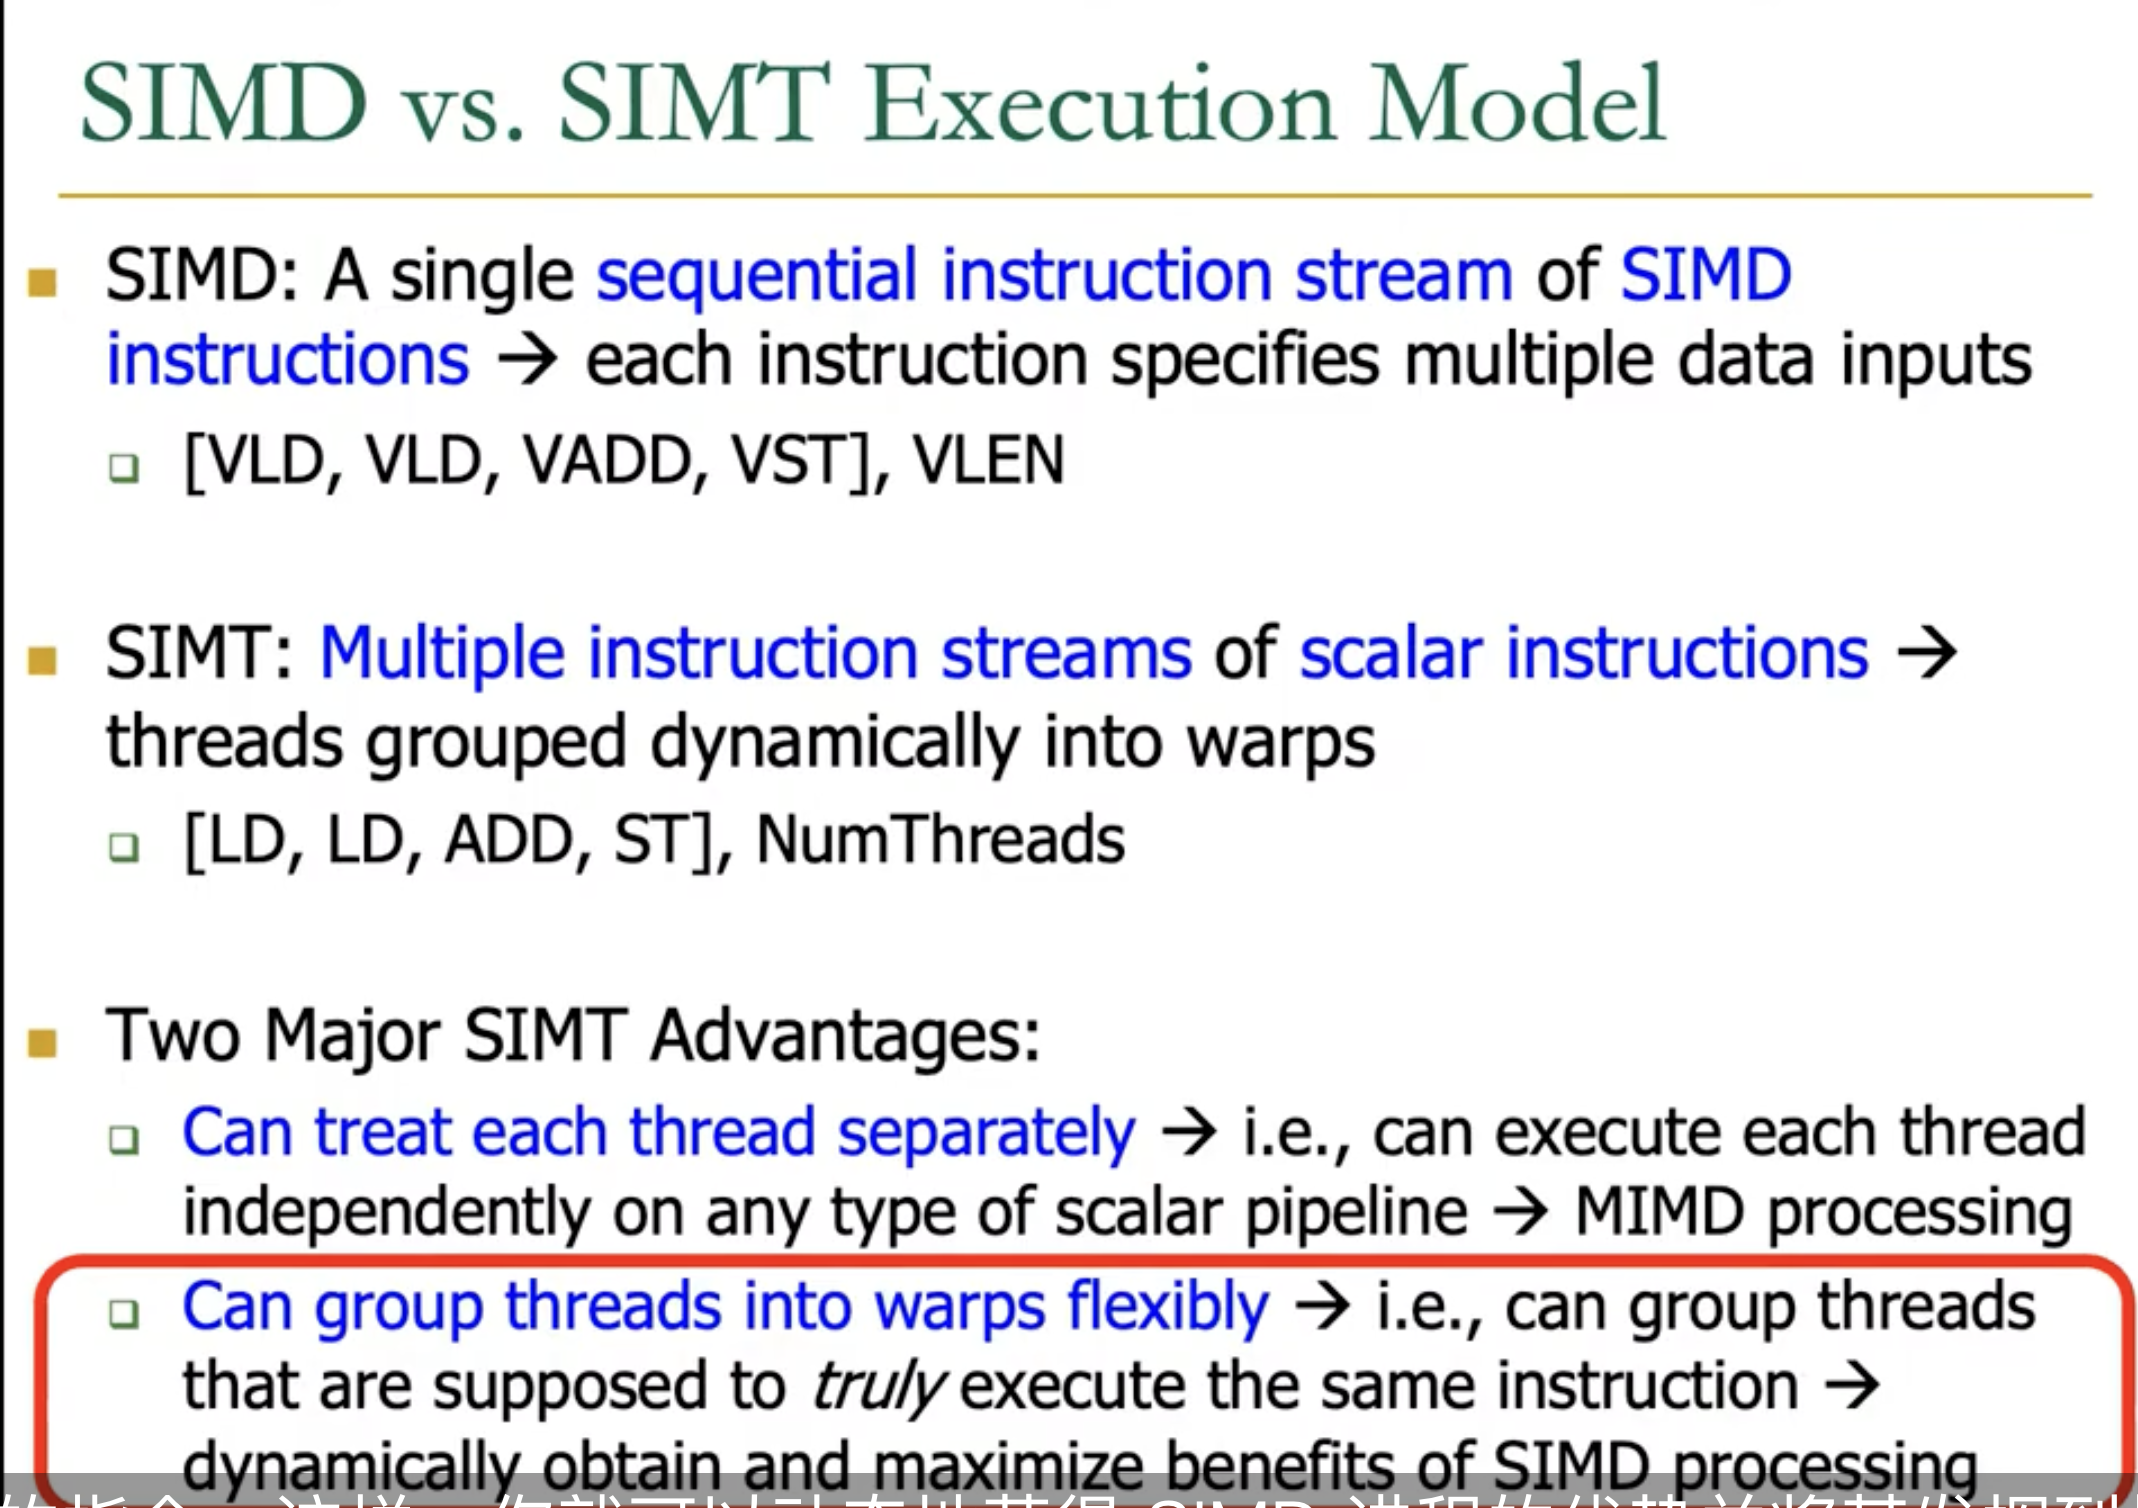 SIMD vs. SIMT Execution Model
SIMD: A single sequential instruction stream of SIMD
instructions → each instruction specifies multiple data inputs
[VLD, VLD, VADD, VST], VLEN
SIMT: Multiple instruction streams of scalar instructions →
threads grouped dynamically into warps
[LD, LD, ADD, ST], NumThreads
Two Major SIMT Advantages:
Can treat each thread separately → i.e., can execute each thread
independently on any type of scalar pipeline → MIMD processing
Can group threads into warps flexibly → i.e., can group threads
that are supposed to truly execute the same instruction →
dynamically obtain and maximize benefits of SIMD processing